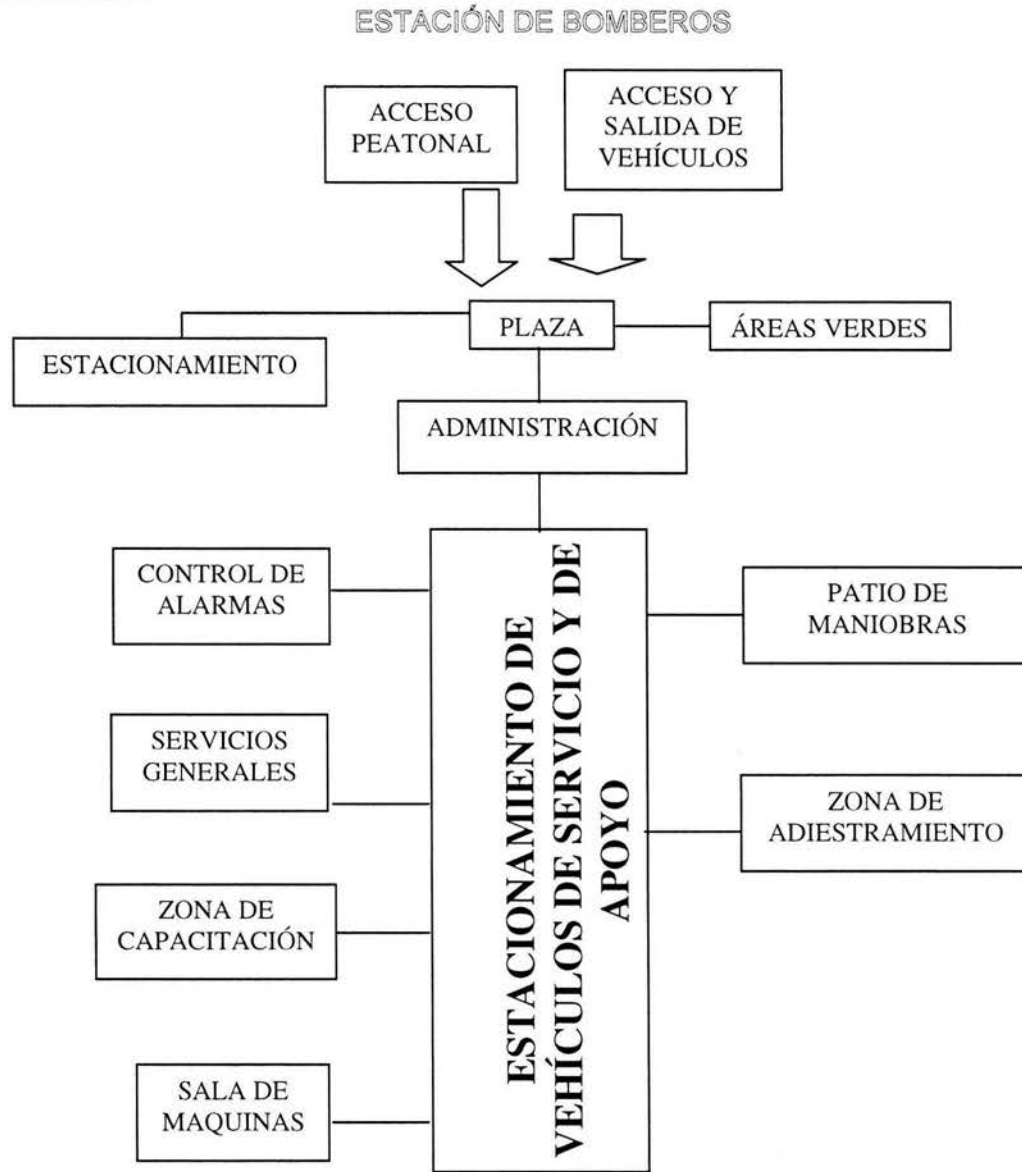 ESTACIÓN DE BOMBEROS
ACCESO
PEATONAL
ACCESO Y
SALIDA DE
VEHÍCULOS
PLAZA
ÁREAS VERDES
ESTACIONAMIENTO
ADMINISTRACIÓN
CONTROL DE
ALARMAS
SERVICIOS
GENERALES
ZONA DE
CAPACITACIÓN
SALA DE
MAQUINAS
ESTACIONAMIENTO DE
VEHÍCULOS DE SERVICIO Y DE
APOYO
PATIO DE
MANIOBRAS
ZONA DE
ADIESTRAMIENTO